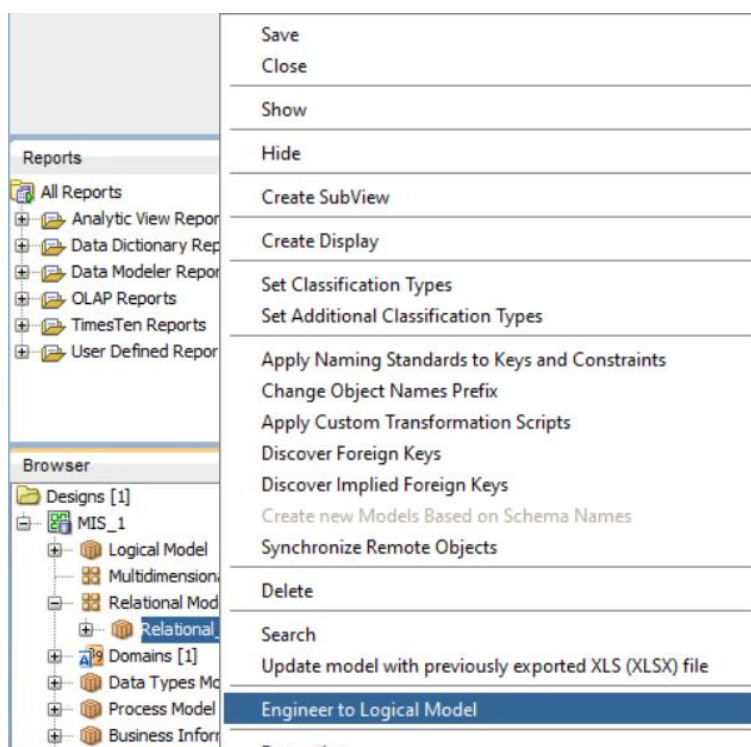 Save
Close
Show
Hide
Create SubView
Create Display
Set Classification Types
Set Additional Classification Types
Apply Naming Standards to Keys and Constraints
Change Object Names Prefix
Apply Custom Transformation Scripts
Discover Foreign Keys
Discover Implied Foreign Keys
Create new Models Based on Schema Names
Synchronize Remote Objects
Delete
Search
Update model with previously exported XLS (XLSX) file
Engineer to Logical Model
Reports
All Reports
Analytic View Repor
Data Dictionary Rep
Data Modeler Repor
OLAP Reports
TimesTen Reports
User Defined Repor
Browser
Designs [1]
MIS_1
Logical Model
Multidimension
Relational Mod
Relational_
Domains [1]
Data Types Mo
Process Model
Business Inform